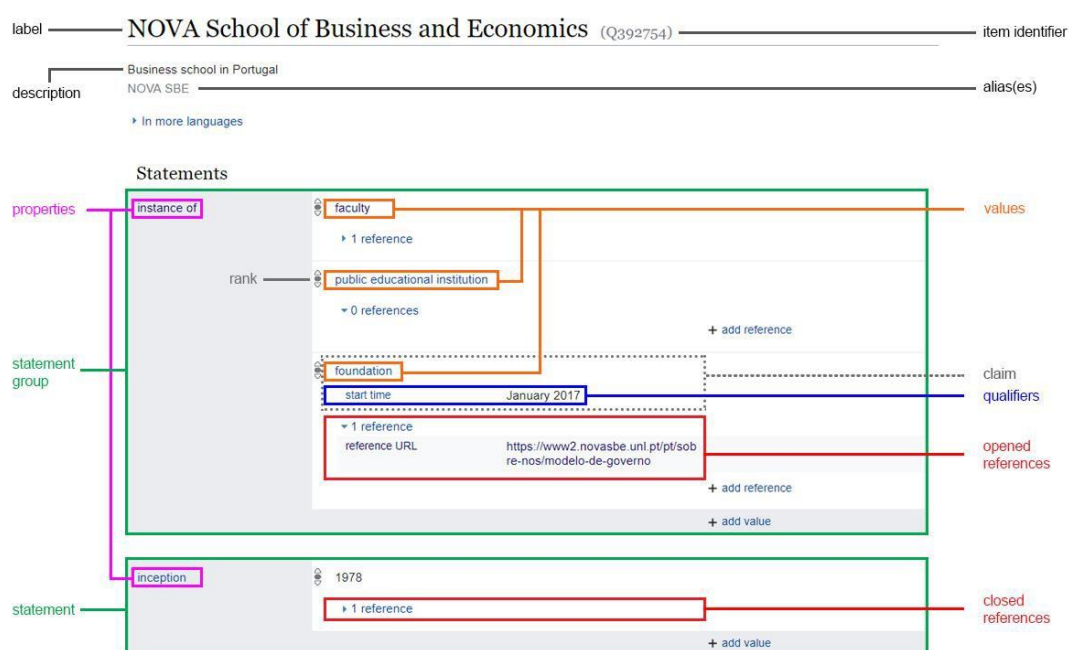 label
NOVA School of Business and Economics (Q392754)
item identifier
description
Business school in Portugal
NOVA SBE
alias(es)
In more languages
Statements
properties
instance of
faculty
values
1 reference
rank
public educational institution
0 references
+ add reference
statement
group
foundation
claim
start time January 2017
qualifiers
1 reference
reference URL https://www2.novasbe.unl.pt/pt/sob
re-nos/modelo-de-governo
opened
references
+ add reference
+ add value
inception
1978
statement
1 reference
closed
references
+ add value